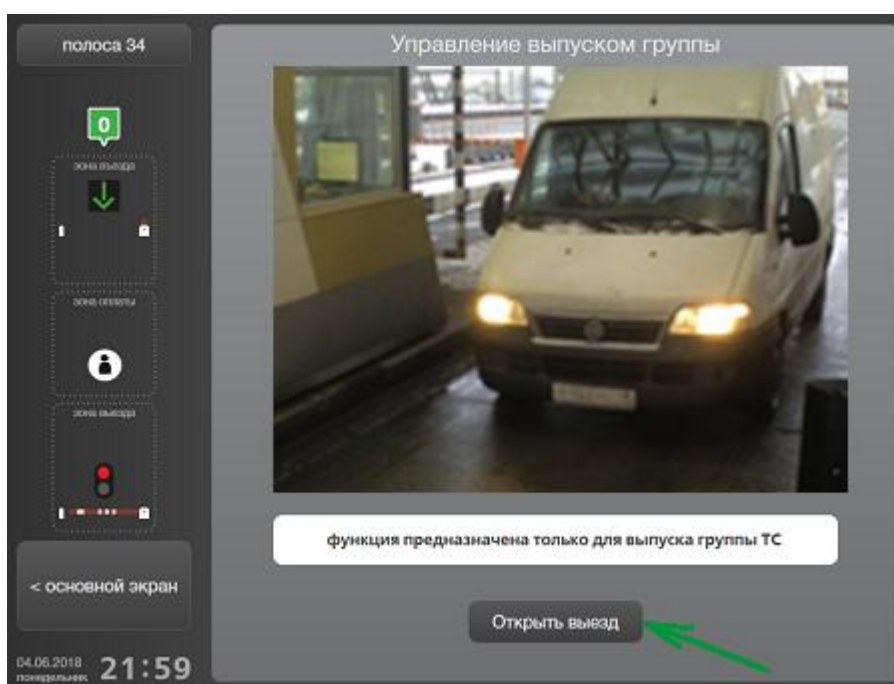 полоса 34
Управление выпуском группы
0
зона въезда
зона оплаты
зона выезда
функция предназначена только для выпуска группы ТС
< основной экран
Открыть выезд
04.06.2018
понедельник
21:59